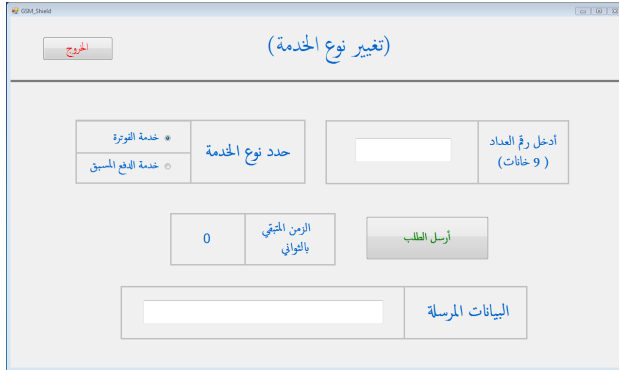 GSM_Shield
(تغيير نوع الخدمة)
الخروج
أدخل رقم العداد
( 9 خانات)
حدد نوع الخدمة
خدمة الفوترة
خدمة الدفع المسبق
أرسل الطلب
الزمن المتبقي
بالثواني
0
البيانات المرسلة